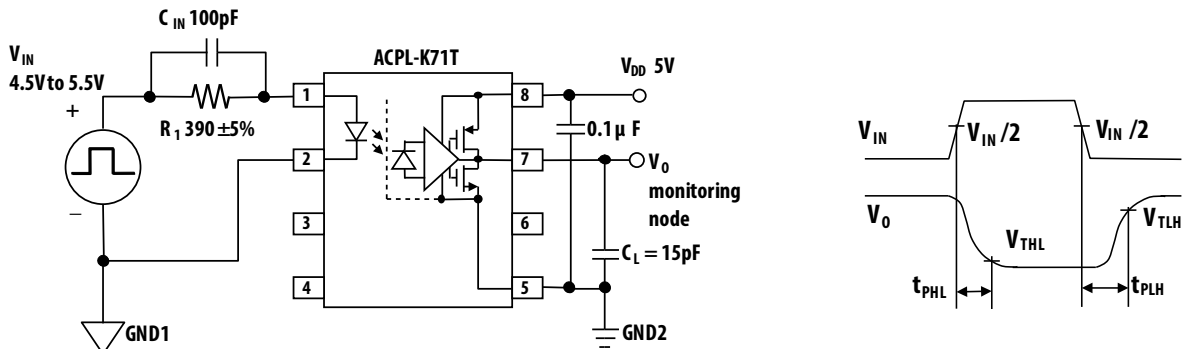 C IN 100pF
V IN
4.5V to 5.5V
+
R 1 390 ±5%
−
GND1
ACPL-K71T
1
2
3
4
8
7
6
5
V DD 5V
0.1µ F
V O
monitoring
node
C L = 15pF
GND2
V IN
V IN /2
V IN /2
V O
V THL
V TLH
t PHL
t PLH